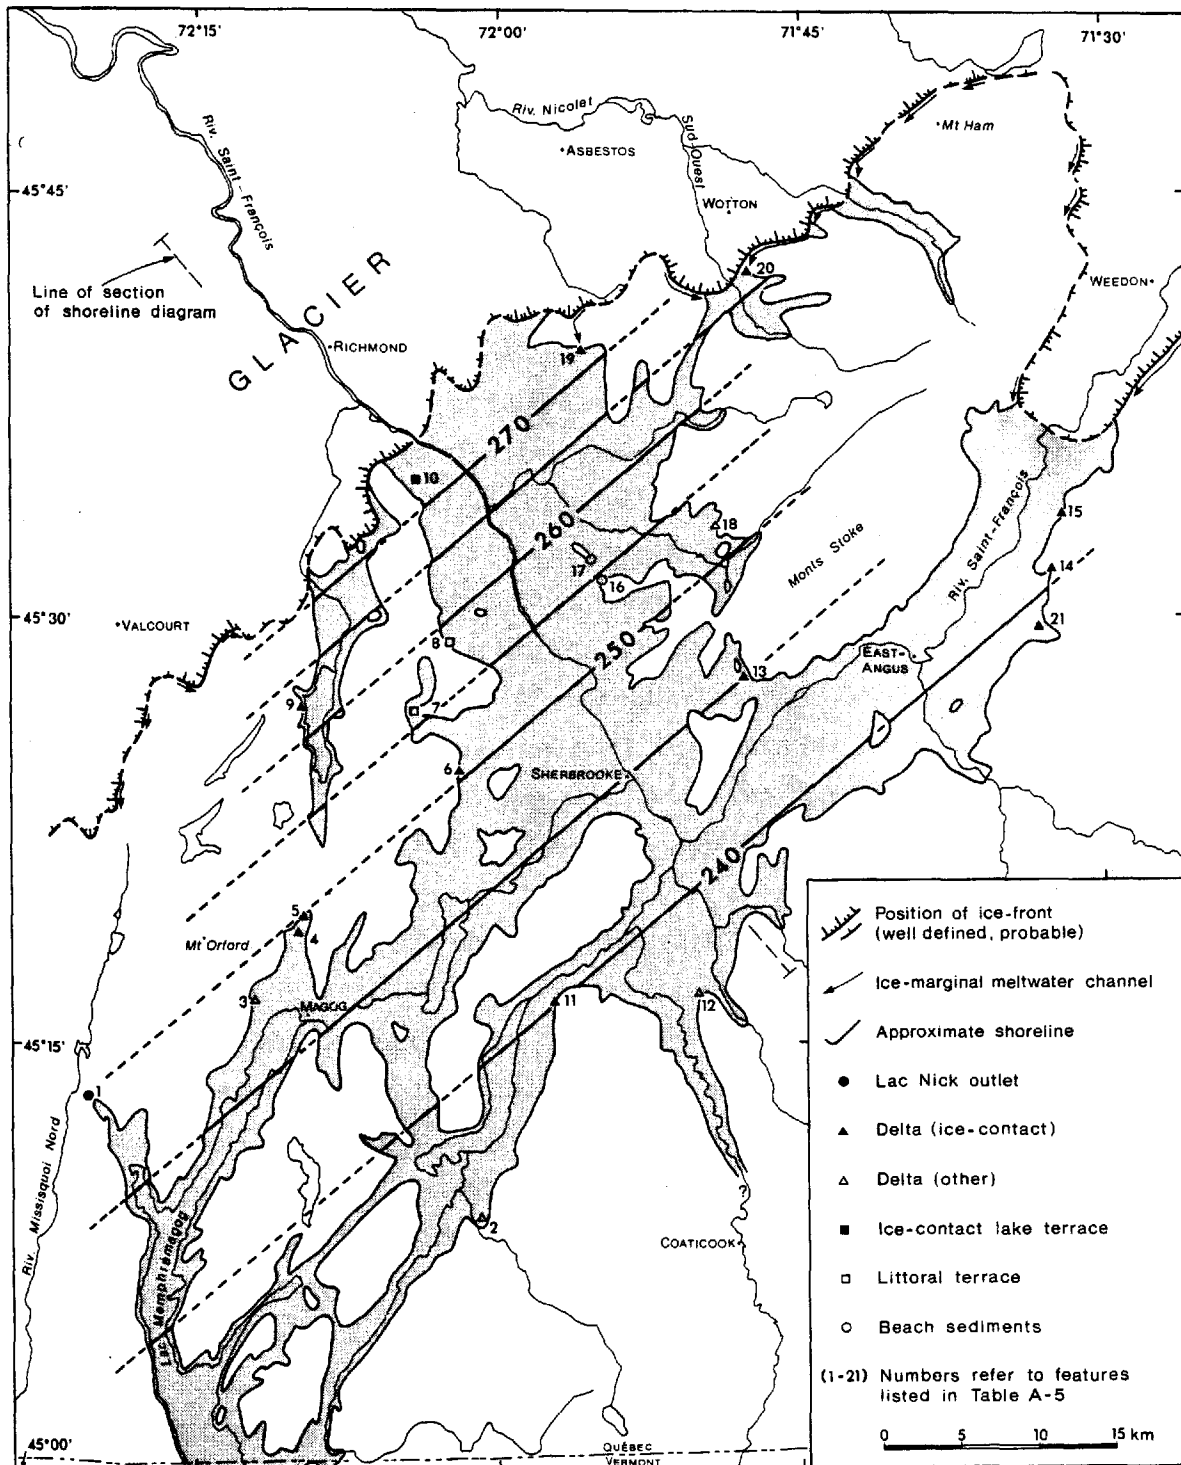 72°15'
72°00'
71°45'
71°30'
Riv. Nicolet
Sud-Ouest
Mt Ham
ASBESTOS
Riv. Saint-François
45°45'
WOTTON
20
WEEDON
Line of section
of shoreline diagram
GLACIER
RICHMOND
19
270
10
260
18
15
17
16
Monts Stoke
Riv. Saint-François
14
45°30'
VALCOURT
8
250
21
EAST-
ANGUS
13
9
7
6
SHERBROOKE
240
5
4
Mt Orford
3
MAGOG
11
12
45°15'
1
Riv. Missisquoi Nord
Lac Memphrémagog
2
?
COATICOOK
45°00'
QUÉBEC
VERMONT
Position of ice-front
(well defined, probable)
Ice-marginal meltwater channel
Approximate shoreline
Lac Nick outlet
Delta (ice-contact)
Delta (other)
Ice-contact lake terrace
Littoral terrace
Beach sediments
(1-21) Numbers refer to features
listed in Table A-5
0 5 10 15 km